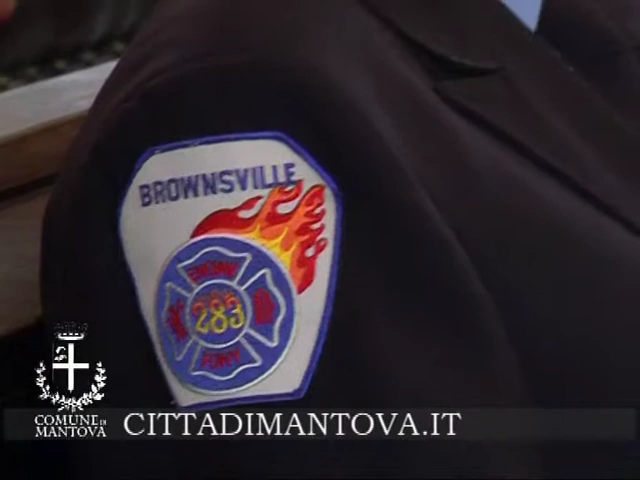 BROWNSVILLE
ENGINE
283
FDNY
COMUNE DI
MANTOVA
CITTADIMANTOVA.IT